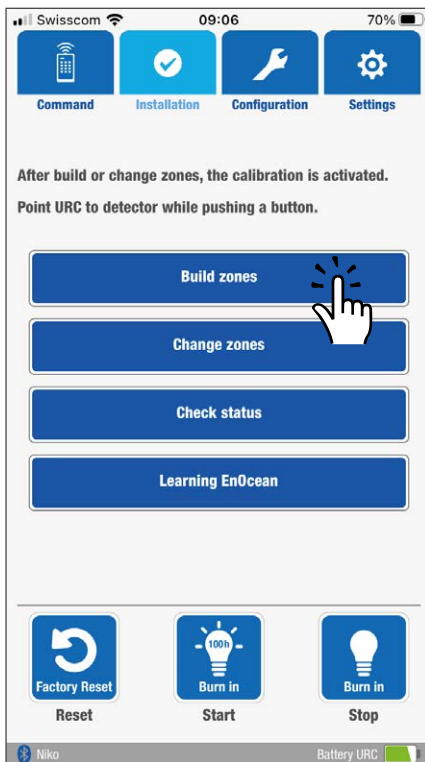 Swisscom 09:06 70%
Command Installation Configuration Settings
After build or change zones, the calibration is activated.
Point URC to detector while pushing a button.
Build zones
Change zones
Check status
Learning EnOcean
100h
Factory Reset Burn in Burn in
Reset Start Stop
Niko Battery URC